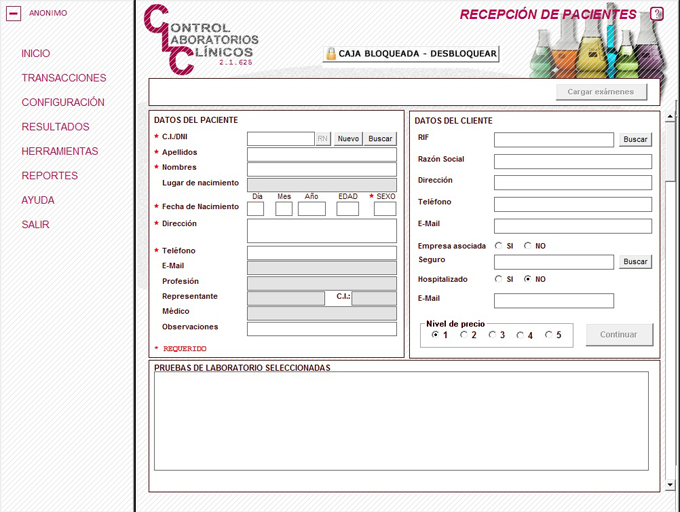 ANONIMO
INICIO
TRANSACCIONES
CONFIGURACIÓN
RESULTADOS
HERRAMIENTAS
REPORTES
AYUDA
SALIR
CONTROL
LABORATORIOS
CLÍNICOS
2.1.625
RECEPCIÓN DE PACIENTES
CAJA BLOQUEADA - DESBLOQUEAR
Cargar exámenes
DATOS DEL PACIENTE
* C.I./DNI RN Nuevo Buscar
* Apellidos
* Nombres
Lugar de nacimiento
Día Mes Año EDAD * SEXO
* Fecha de Nacimiento
* Dirección
* Teléfono
E-Mail
Profesión
Representante C.I.:
Médico
Observaciones
* REQUERIDO
DATOS DEL CLIENTE
RIF Buscar
Razón Social
Dirección
Teléfono
E-Mail
Empresa asociada SI NO
Seguro Buscar
Hospitalizado SI NO
E-Mail
Nivel de precio
1 2 3 4 5
Continuar
PRUEBAS DE LABORATORIO SELECCIONADAS